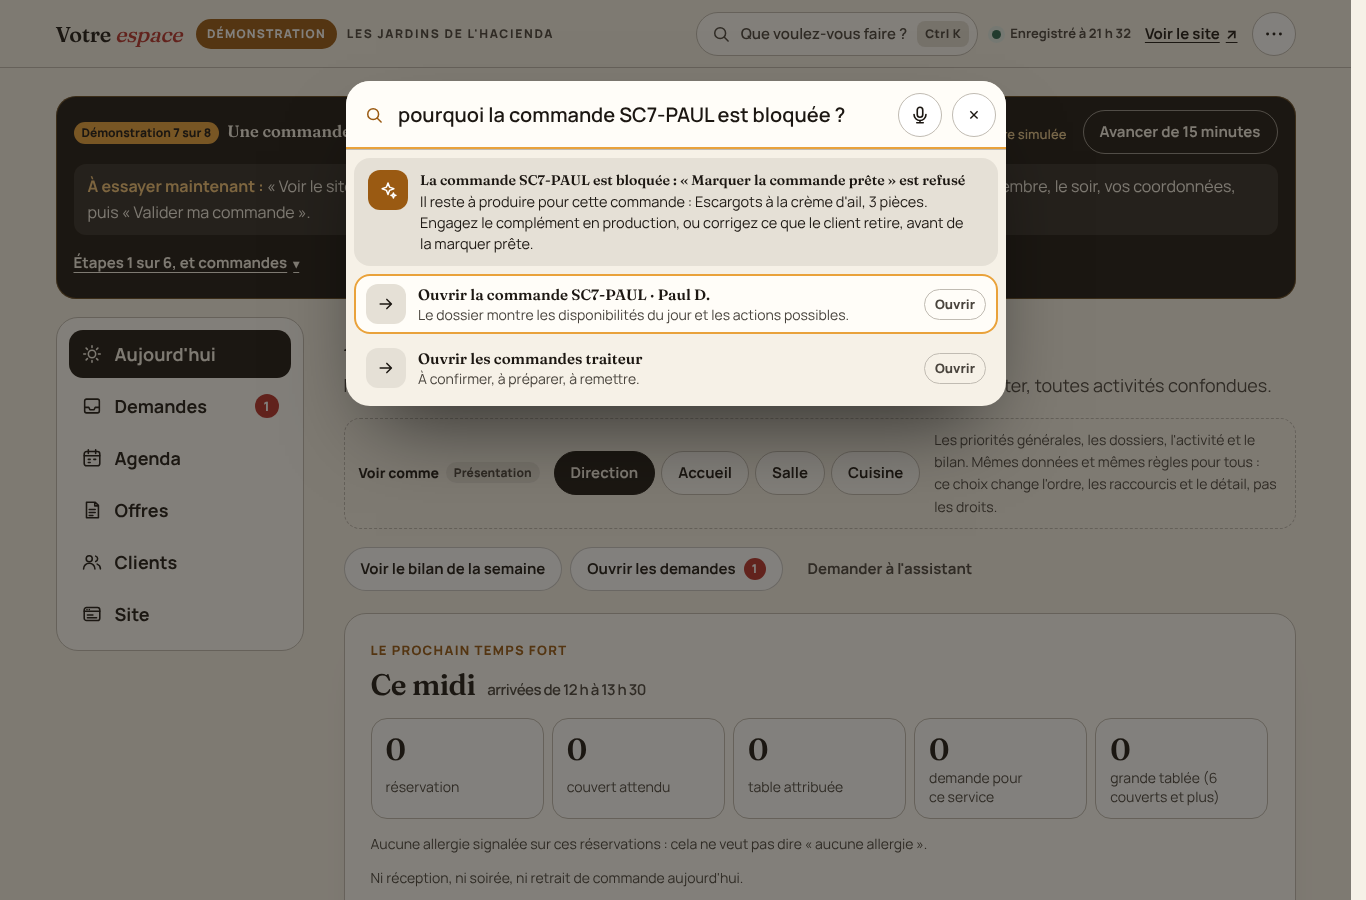 Votre espace
DÉMONSTRATION
LES JARDINS DE L'HACIENDA
Que voulez-vous faire ?
Ctrl K
Enregistré à 21 h 32
Voir le site ↗
pourquoi la commande SC7-PAUL est bloquée ?
Démonstration 7 sur 8
Une command
re simulée
Avancer de 15 minutes
À essayer maintenant : « Voir le sit
embre, le soir, vos coordonnées,
puis « Valider ma commande ».
Étapes 1 sur 6, et commandes ▾
La commande SC7-PAUL est bloquée : « Marquer la commande prête » est refusé
Il reste à produire pour cette commande : Escargots à la crème d'ail, 3 pièces.
Engagez le complément en production, ou corrigez ce que le client retire, avant de
la marquer prête.
Ouvrir la commande SC7-PAUL · Paul D.
Le dossier montre les disponibilités du jour et les actions possibles.
Ouvrir
Ouvrir les commandes traiteur
À confirmer, à préparer, à remettre.
Ouvrir
Aujourd'hui
Demandes
1
Agenda
Offres
Clients
Site
ter, toutes activités confondues.
Voir comme
Présentation
Direction
Accueil
Salle
Cuisine
Les priorités générales, les dossiers, l'activité et le
bilan. Mêmes données et mêmes règles pour tous :
ce choix change l'ordre, les raccourcis et le détail, pas
les droits.
Voir le bilan de la semaine
Ouvrir les demandes
1
Demander à l'assistant
LE PROCHAIN TEMPS FORT
Ce midi
arrivées de 12 h à 13 h 30
0
réservation
0
couvert attendu
0
table attribuée
0
demande pour
ce service
0
grande tablée (6
couverts et plus)
Aucune allergie signalée sur ces réservations : cela ne veut pas dire « aucune allergie ».
Ni réception, ni soirée, ni retrait de commande aujourd'hui.